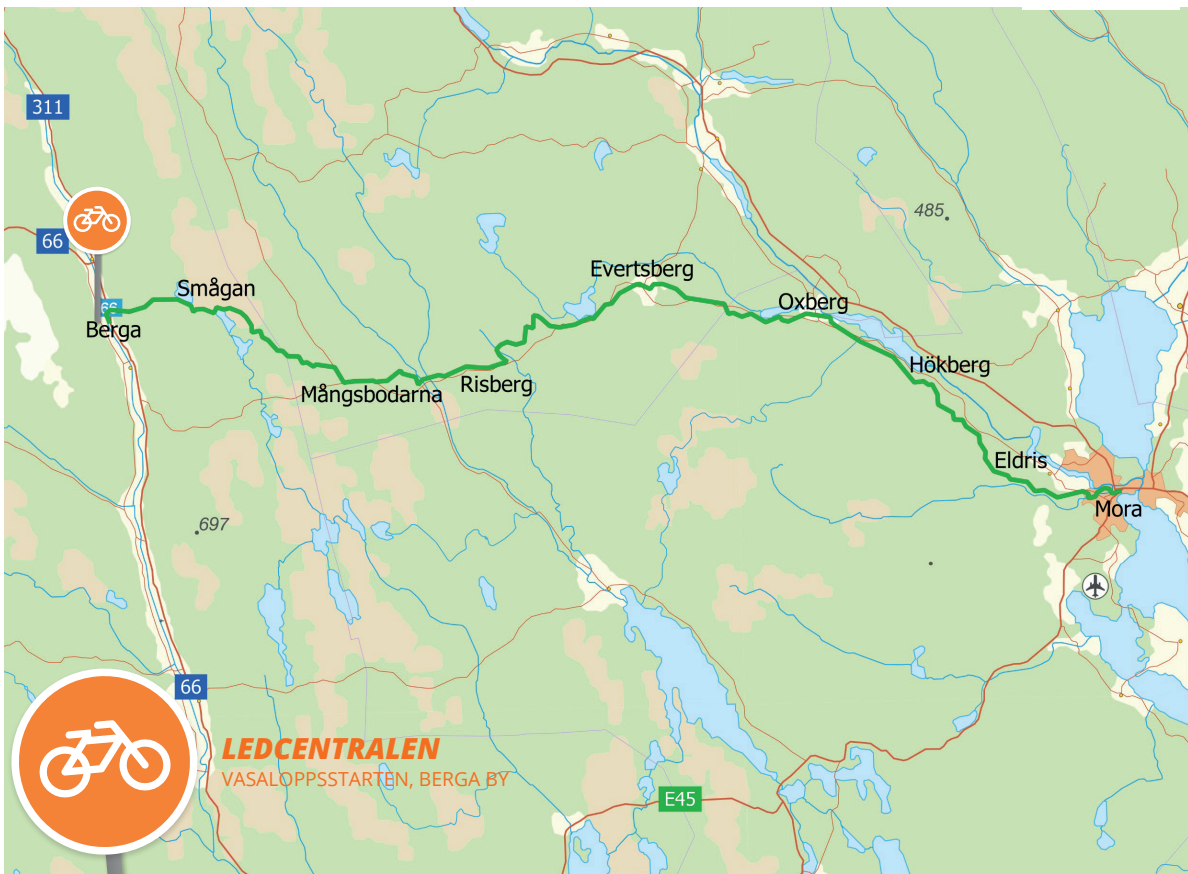 311
485
66
Evertsberg
Smågan
Oxberg
66
Berga
Hökberg
Risberg
Mångsbodarna
Eldris
Mora
697
66
LEDCENTRALEN
VASALOPPSSTARTEN, BERGA BY
E45